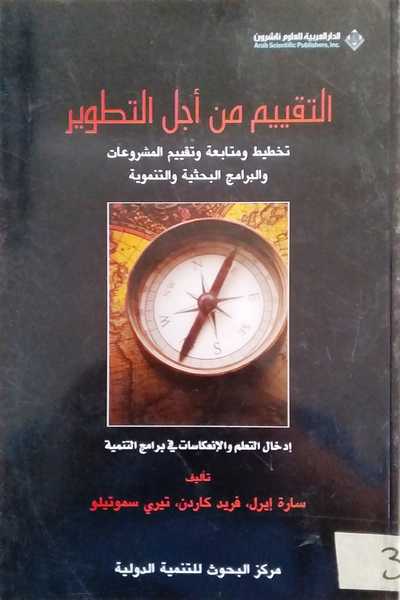 الدار العربية للعلوم ناشرون
Arab Scientific Publishers, Inc.
التقييم من أجل التطوير
تخطيط ومتابعة وتقييم المشروعات
والبرامج البحثية والتنموية
إدخال التعلم والإنعكاسات في برامج التنمية
تأليف
سارة إيرل، فريد كاردن، تيري سموتيلو
مركز البحوث للتنمية الدولية
3